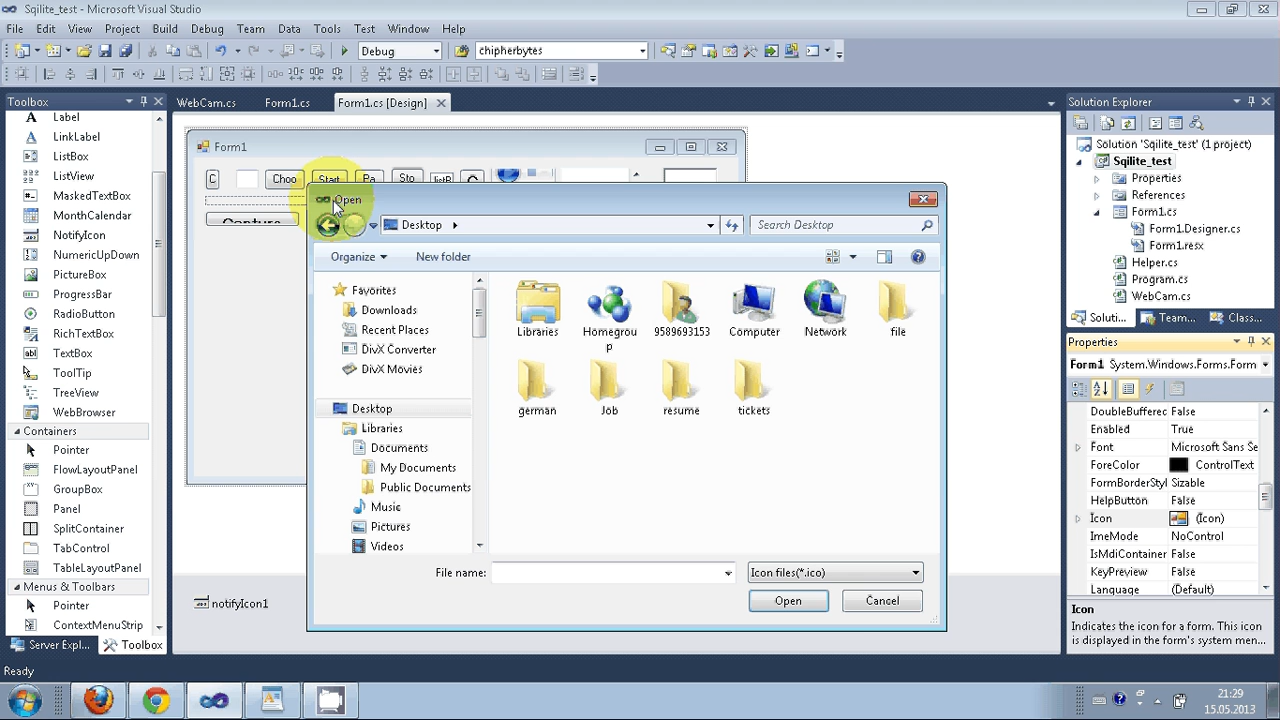 Sqilite_test - Microsoft Visual Studio
File Edit View Project Build Debug Team Data Tools Test Window Help
Debug chipherbytes
Toolbox
WebCam.cs Form1.cs Form1.cs [Design]
Solution Explorer
Label
LinkLabel
ListBox
ListView
MaskedTextBox
MonthCalendar
NotifyIcon
NumericUpDown
PictureBox
ProgressBar
RadioButton
RichTextBox
TextBox
ToolTip
TreeView
WebBrowser
Containers
Pointer
FlowLayoutPanel
GroupBox
Panel
SplitContainer
TabControl
TableLayoutPanel
Menus & Toolbars
Pointer
ContextMenuStrip
Server Expl... Toolbox
Form1
C Choo Start Pa Sto listB
Capture
notifyIcon1
Open
Desktop
Search Desktop
Organize New folder
Favorites
Downloads
Recent Places
DivX Converter
DivX Movies
Desktop
Libraries
Documents
My Documents
Public Documents
Music
Pictures
Videos
Libraries
Homegrou
p
9589693153
Computer
Network
file
german
Job
resume
tickets
File name:
Icon files(*.ico)
Open Cancel
Solution 'Sqilite_test' (1 project)
Sqilite_test
Properties
References
Form1.cs
Form1.Designer.cs
Form1.resx
Helper.cs
Program.cs
WebCam.cs
Soluti... Team... Class...
Properties
Form1 System.Windows.Forms.Form
DoubleBufferec False
Enabled True
Font Microsoft Sans Se
ForeColor ControlText
FormBorderStyl Sizable
HelpButton False
Icon (Icon)
ImeMode NoControl
IsMdiContainer False
KeyPreview False
Language (Default)
Icon
Indicates the icon for a form. This icon
is displayed in the form's system men...
Ready
21:29
15.05.2013